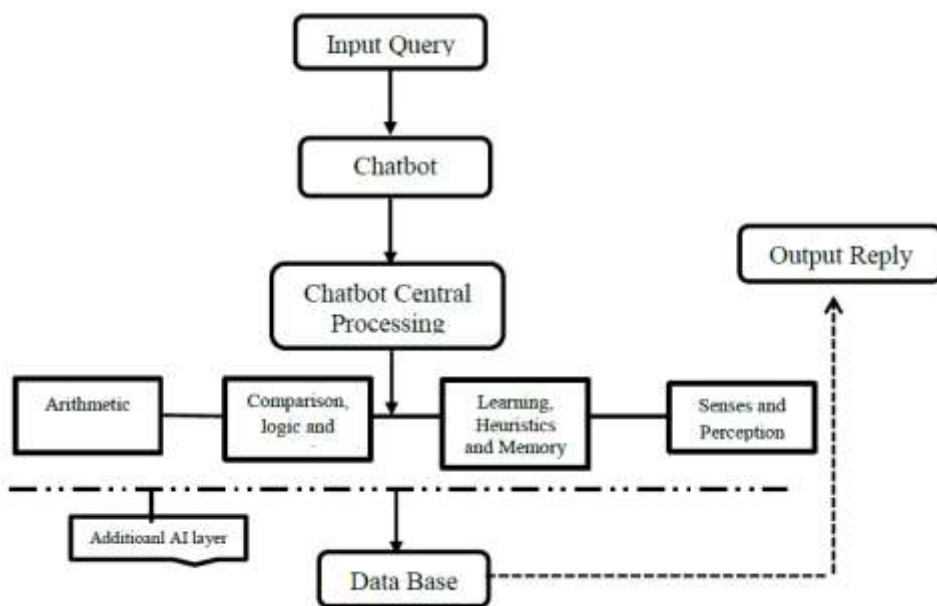 Input Query
Chatbot
Output Reply
Chatbot Central
Processing
Arithmetic
Comparison,
logic and
Learning,
Heuristics
and Memory
Senses and
Perception
Additioanl AI layer
Data Base